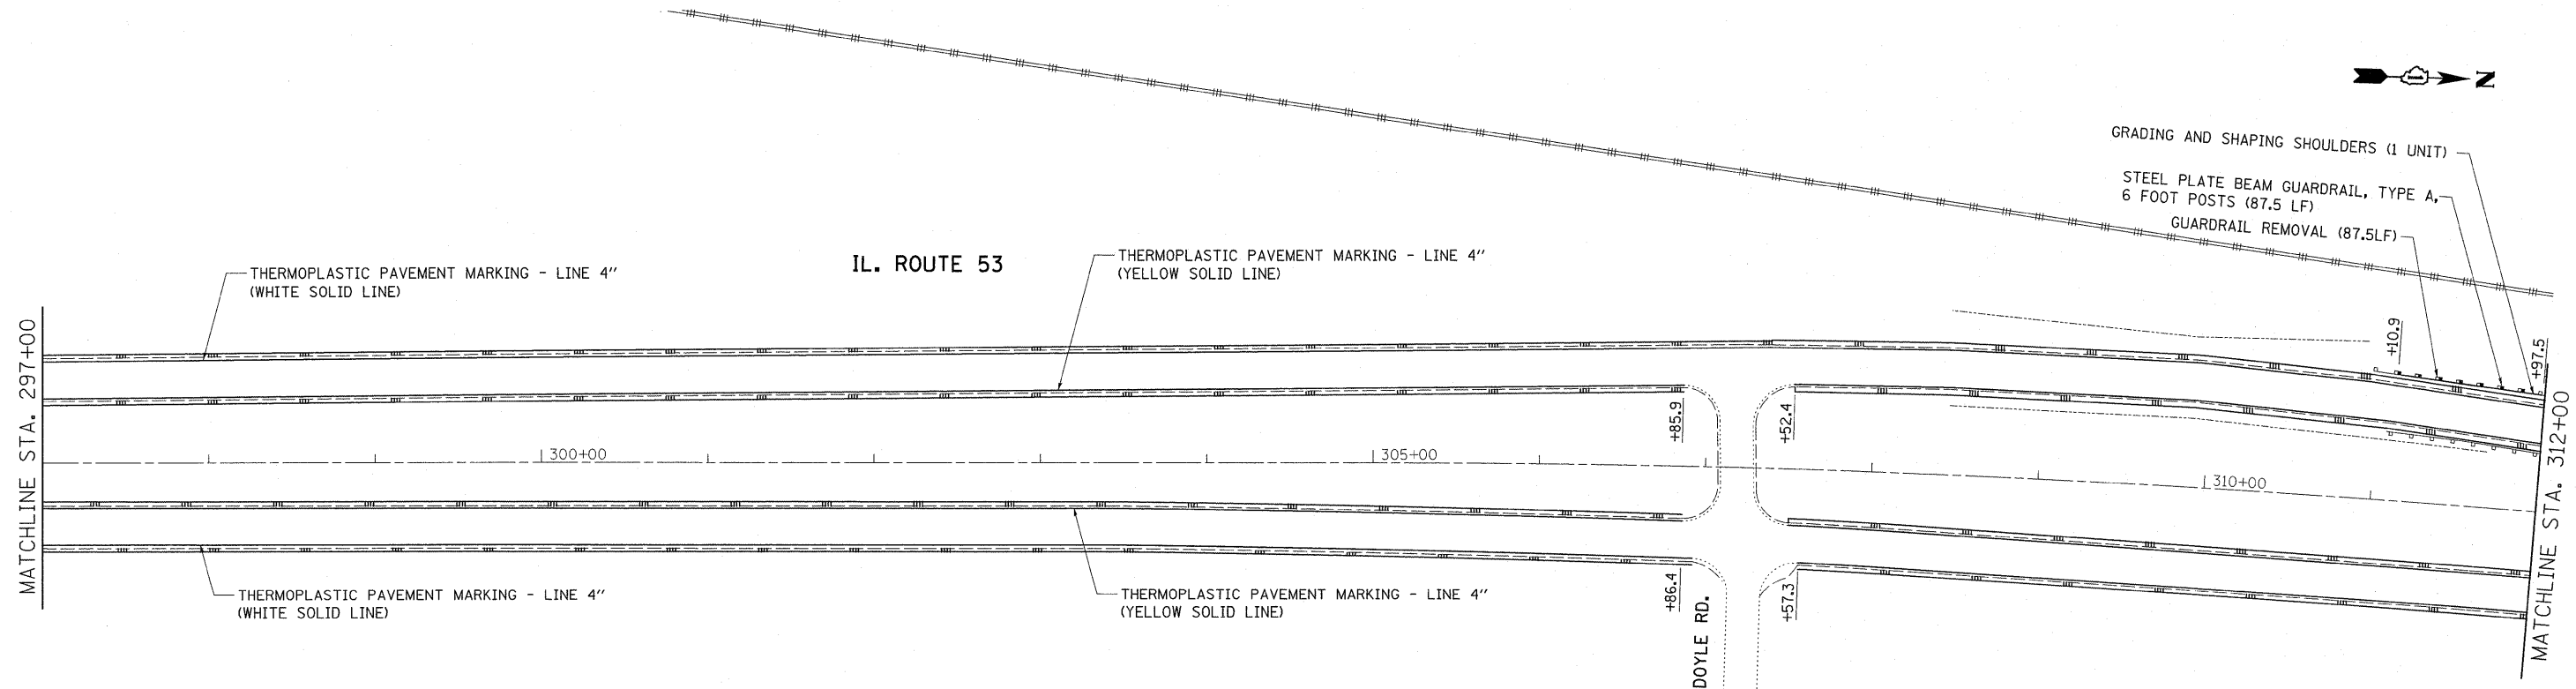 N
GRADING AND SHAPING SHOULDERS (1 UNIT)
STEEL PLATE BEAM GUARDRAIL, TYPE A,
6 FOOT POSTS (87.5 LF)
GUARDRAIL REMOVAL (87.5LF)
IL. ROUTE 53
THERMOPLASTIC PAVEMENT MARKING - LINE 4"
(YELLOW SOLID LINE)
THERMOPLASTIC PAVEMENT MARKING - LINE 4"
(WHITE SOLID LINE)
MATCHLINE STA. 297+00
+10.9
+97.5
+85.9
+52.4
300+00
305+00
310+00
MATCHLINE STA. 312+00
THERMOPLASTIC PAVEMENT MARKING - LINE 4"
(WHITE SOLID LINE)
THERMOPLASTIC PAVEMENT MARKING - LINE 4"
(YELLOW SOLID LINE)
+86.4
+57.3
DOYLE RD.